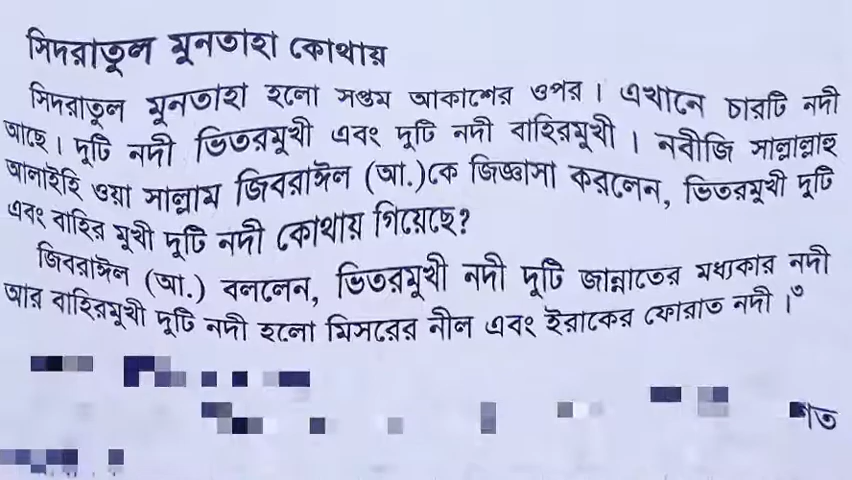 সিদরাতুল মুনতাহা কোথায়
সিদরাতুল মুনতাহা হলো সপ্তম আকাশের ওপর। এখানে চারটি নদী
আছে। দুটি নদী ভিতরমুখী এবং দুটি নদী বাহিরমুখী। নবীজি সাল্লাল্লাহু
আলাইহি ওয়া সাল্লাম জিবরাঈল (আ.)কে জিজ্ঞাসা করলেন, ভিতরমুখী দুটি
এবং বাহির মুখী দুটি নদী কোথায় গিয়েছে?
জিবরাঈল (আ.) বললেন, ভিতরমুখী নদী দুটি জান্নাতের মধ্যকার নদী
আর বাহিরমুখী দুটি নদী হলো মিসরের নীল এবং ইরাকের ফোরাত নদী।৩